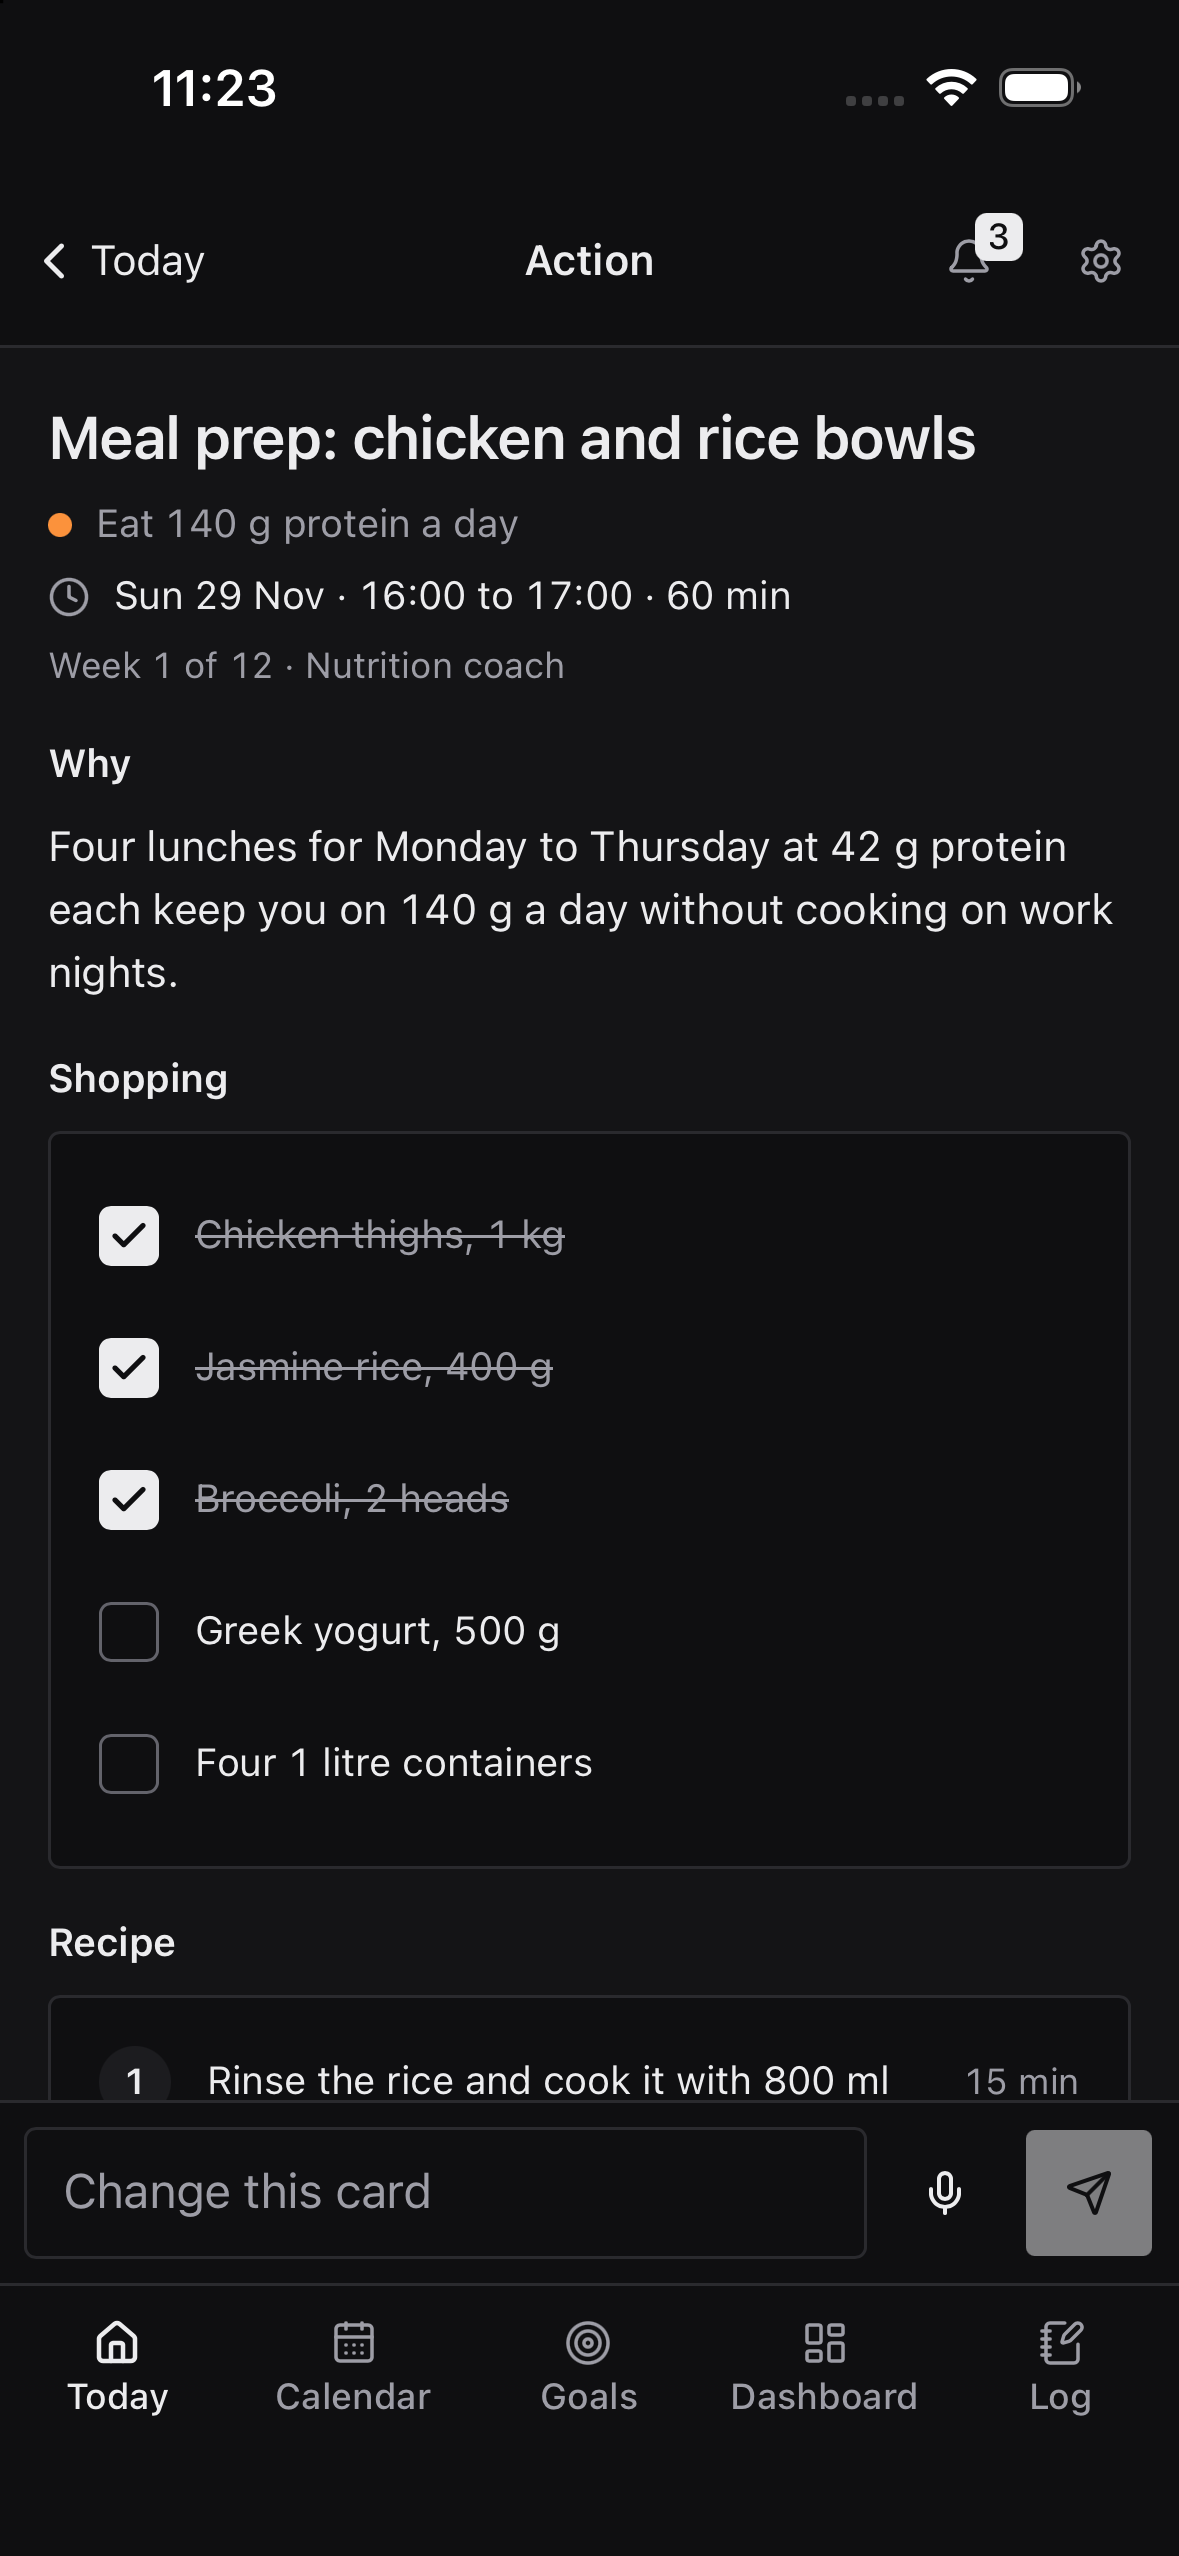 11:23
Today
Action
3
Meal prep: chicken and rice bowls
Eat 140 g protein a day
Sun 29 Nov · 16:00 to 17:00 · 60 min
Week 1 of 12 · Nutrition coach
Why
Four lunches for Monday to Thursday at 42 g protein
each keep you on 140 g a day without cooking on work
nights.
Shopping
Chicken thighs, 1 kg
Jasmine rice, 400 g
Broccoli, 2 heads
Greek yogurt, 500 g
Four 1 litre containers
Recipe
1 Rinse the rice and cook it with 800 ml 15 min
Change this card
Today Calendar Goals Dashboard Log